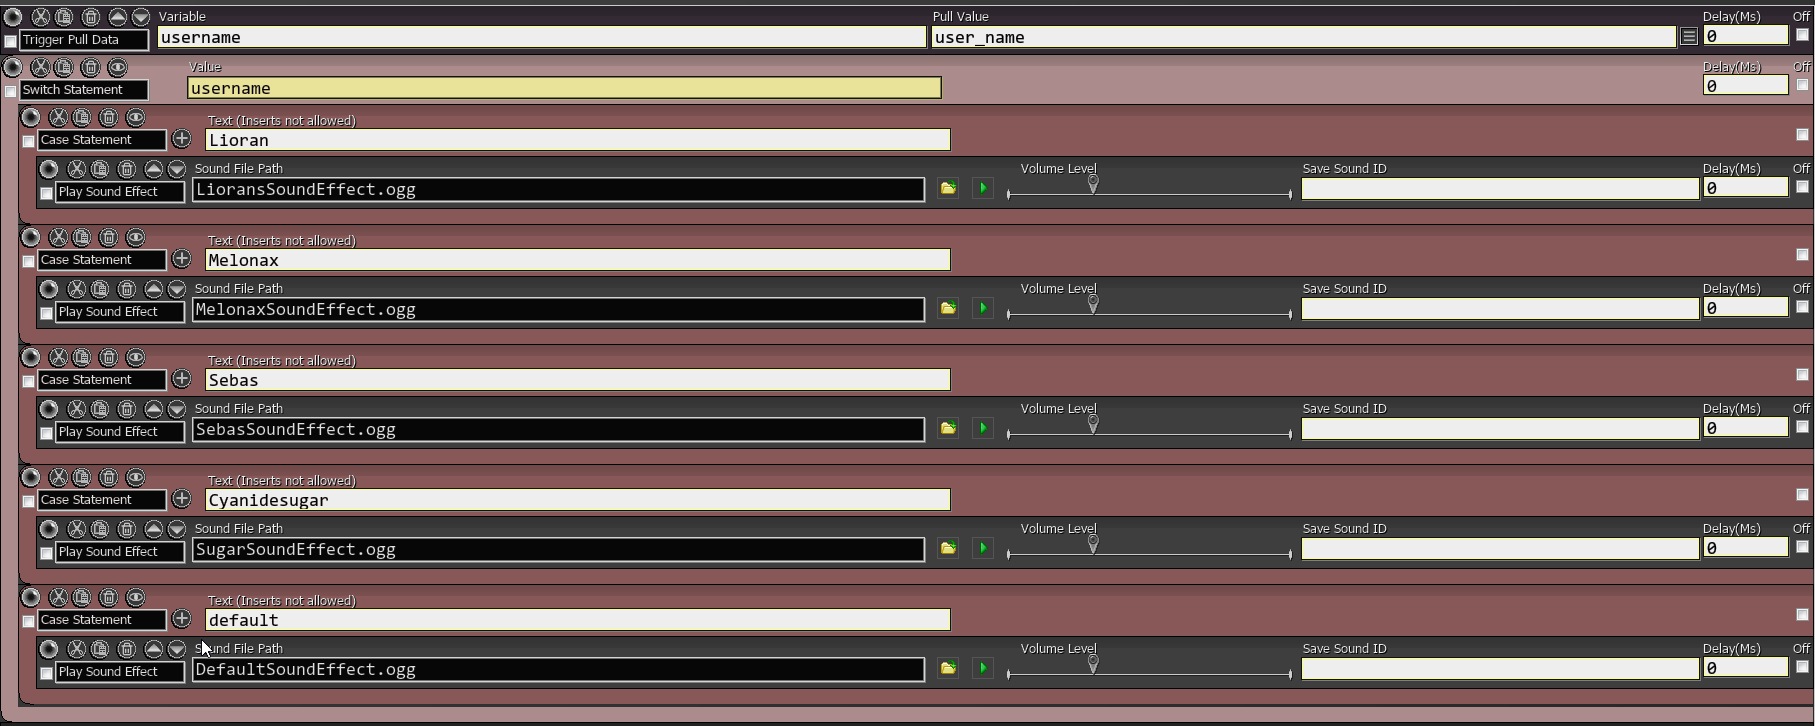 Variable Pull Value Delay(Ms) Off
Trigger Pull Data username user_name 0
Value Delay(Ms) Off
Switch Statement username 0
Text (Inserts not allowed)
Case Statement Lioran
Sound File Path Volume Level Save Sound ID Delay(Ms) Off
Play Sound Effect LioransSoundEffect.ogg 0
Text (Inserts not allowed)
Case Statement Melonax
Sound File Path Volume Level Save Sound ID Delay(Ms) Off
Play Sound Effect MelonaxSoundEffect.ogg 0
Text (Inserts not allowed)
Case Statement Sebas
Sound File Path Volume Level Save Sound ID Delay(Ms) Off
Play Sound Effect SebasSoundEffect.ogg 0
Text (Inserts not allowed)
Case Statement Cyanidesugar
Sound File Path Volume Level Save Sound ID Delay(Ms) Off
Play Sound Effect SugarSoundEffect.ogg 0
Text (Inserts not allowed)
Case Statement default
Sound File Path Volume Level Save Sound ID Delay(Ms) Off
Play Sound Effect DefaultSoundEffect.ogg 0